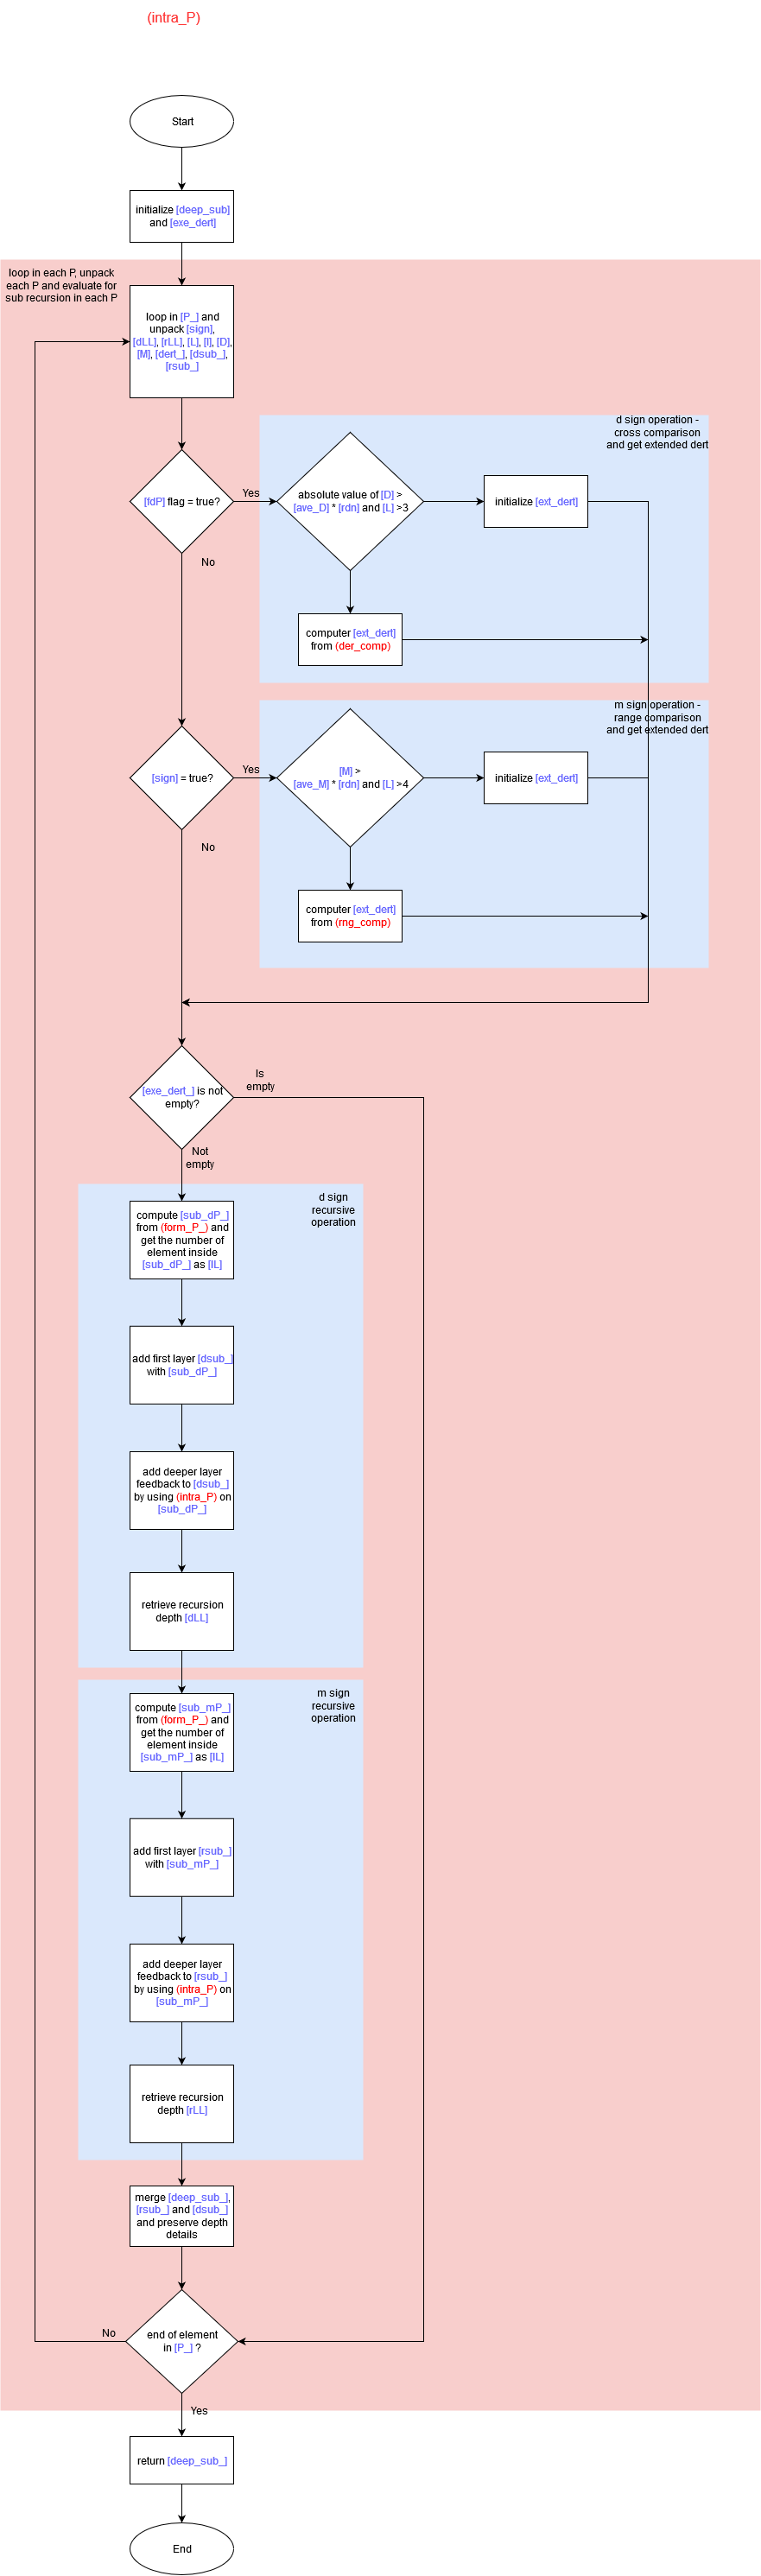 (intra_P)
Start
initialize [deep_sub]
and [exe_dert]
loop in each P, unpack
each P and evaluate for
sub recursion in each P
loop in [P_] and
unpack [sign],
[dLL], [rLL], [L], [I], [D],
[M], [dert_], [dsub_],
[rsub_]
d sign operation -
cross comparison
and get extended dert
[fdP] flag = true?
Yes
absolute value of [D] >
[ave_D] * [rdn] and [L] >3
initialize [ext_dert]
No
computer [ext_dert]
from (der_comp)
m sign operation -
range comparison
and get extended dert
[sign] = true?
Yes
[M] >
[ave_M] * [rdn] and [L] >4
initialize [ext_dert]
No
computer [ext_dert]
from (rng_comp)
[exe_dert_] is not
empty?
Is
empty
Not
empty
d sign
recursive
operation
compute [sub_dP_]
from (form_P_) and
get the number of
element inside
[sub_dP_] as [IL]
add first layer [dsub_]
with [sub_dP_]
add deeper layer
feedback to [dsub_]
by using (intra_P) on
[sub_dP_]
retrieve recursion
depth [dLL]
m sign
recursive
operation
compute [sub_mP_]
from (form_P_) and
get the number of
element inside
[sub_mP_] as [IL]
add first layer [rsub_]
with [sub_mP_]
add deeper layer
feedback to [rsub_]
by using (intra_P) on
[sub_mP_]
retrieve recursion
depth [rLL]
merge [deep_sub_],
[rsub_] and [dsub_]
and preserve depth
details
end of element
in [P_] ?
No
Yes
return [deep_sub_]
End